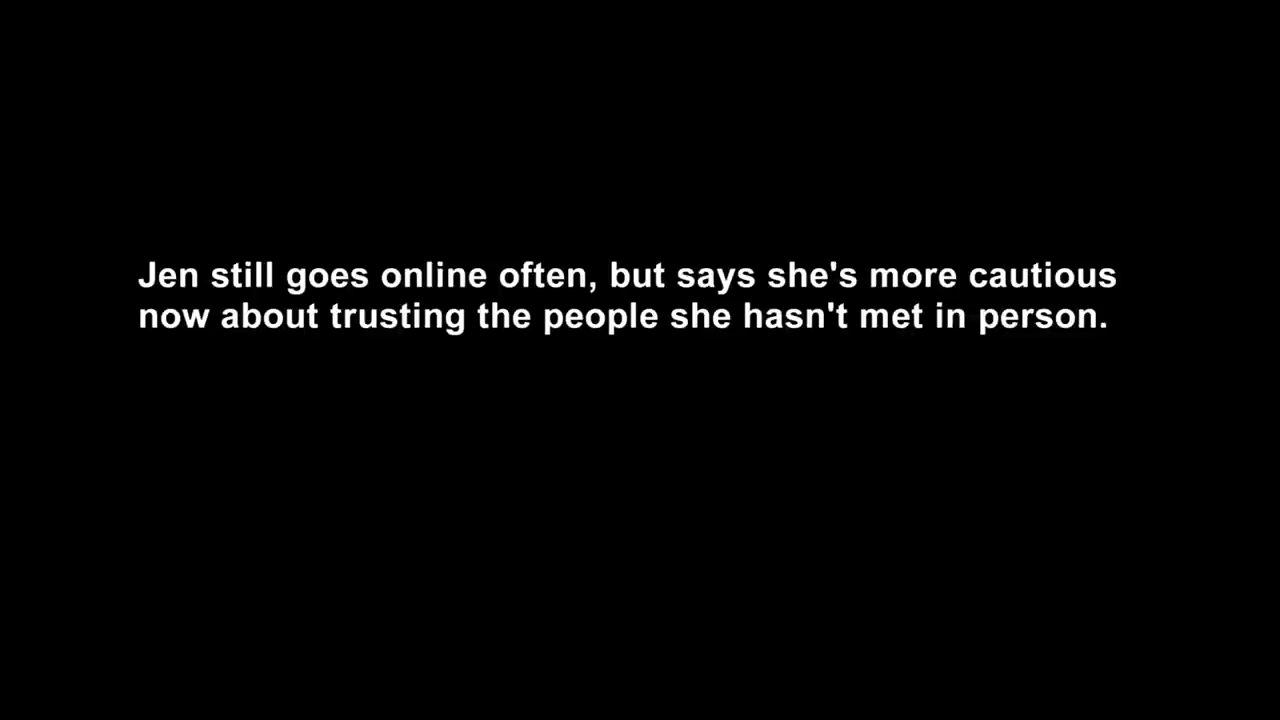 Jen still goes online often, but says she's more cautious
now about trusting the people she hasn't met in person.